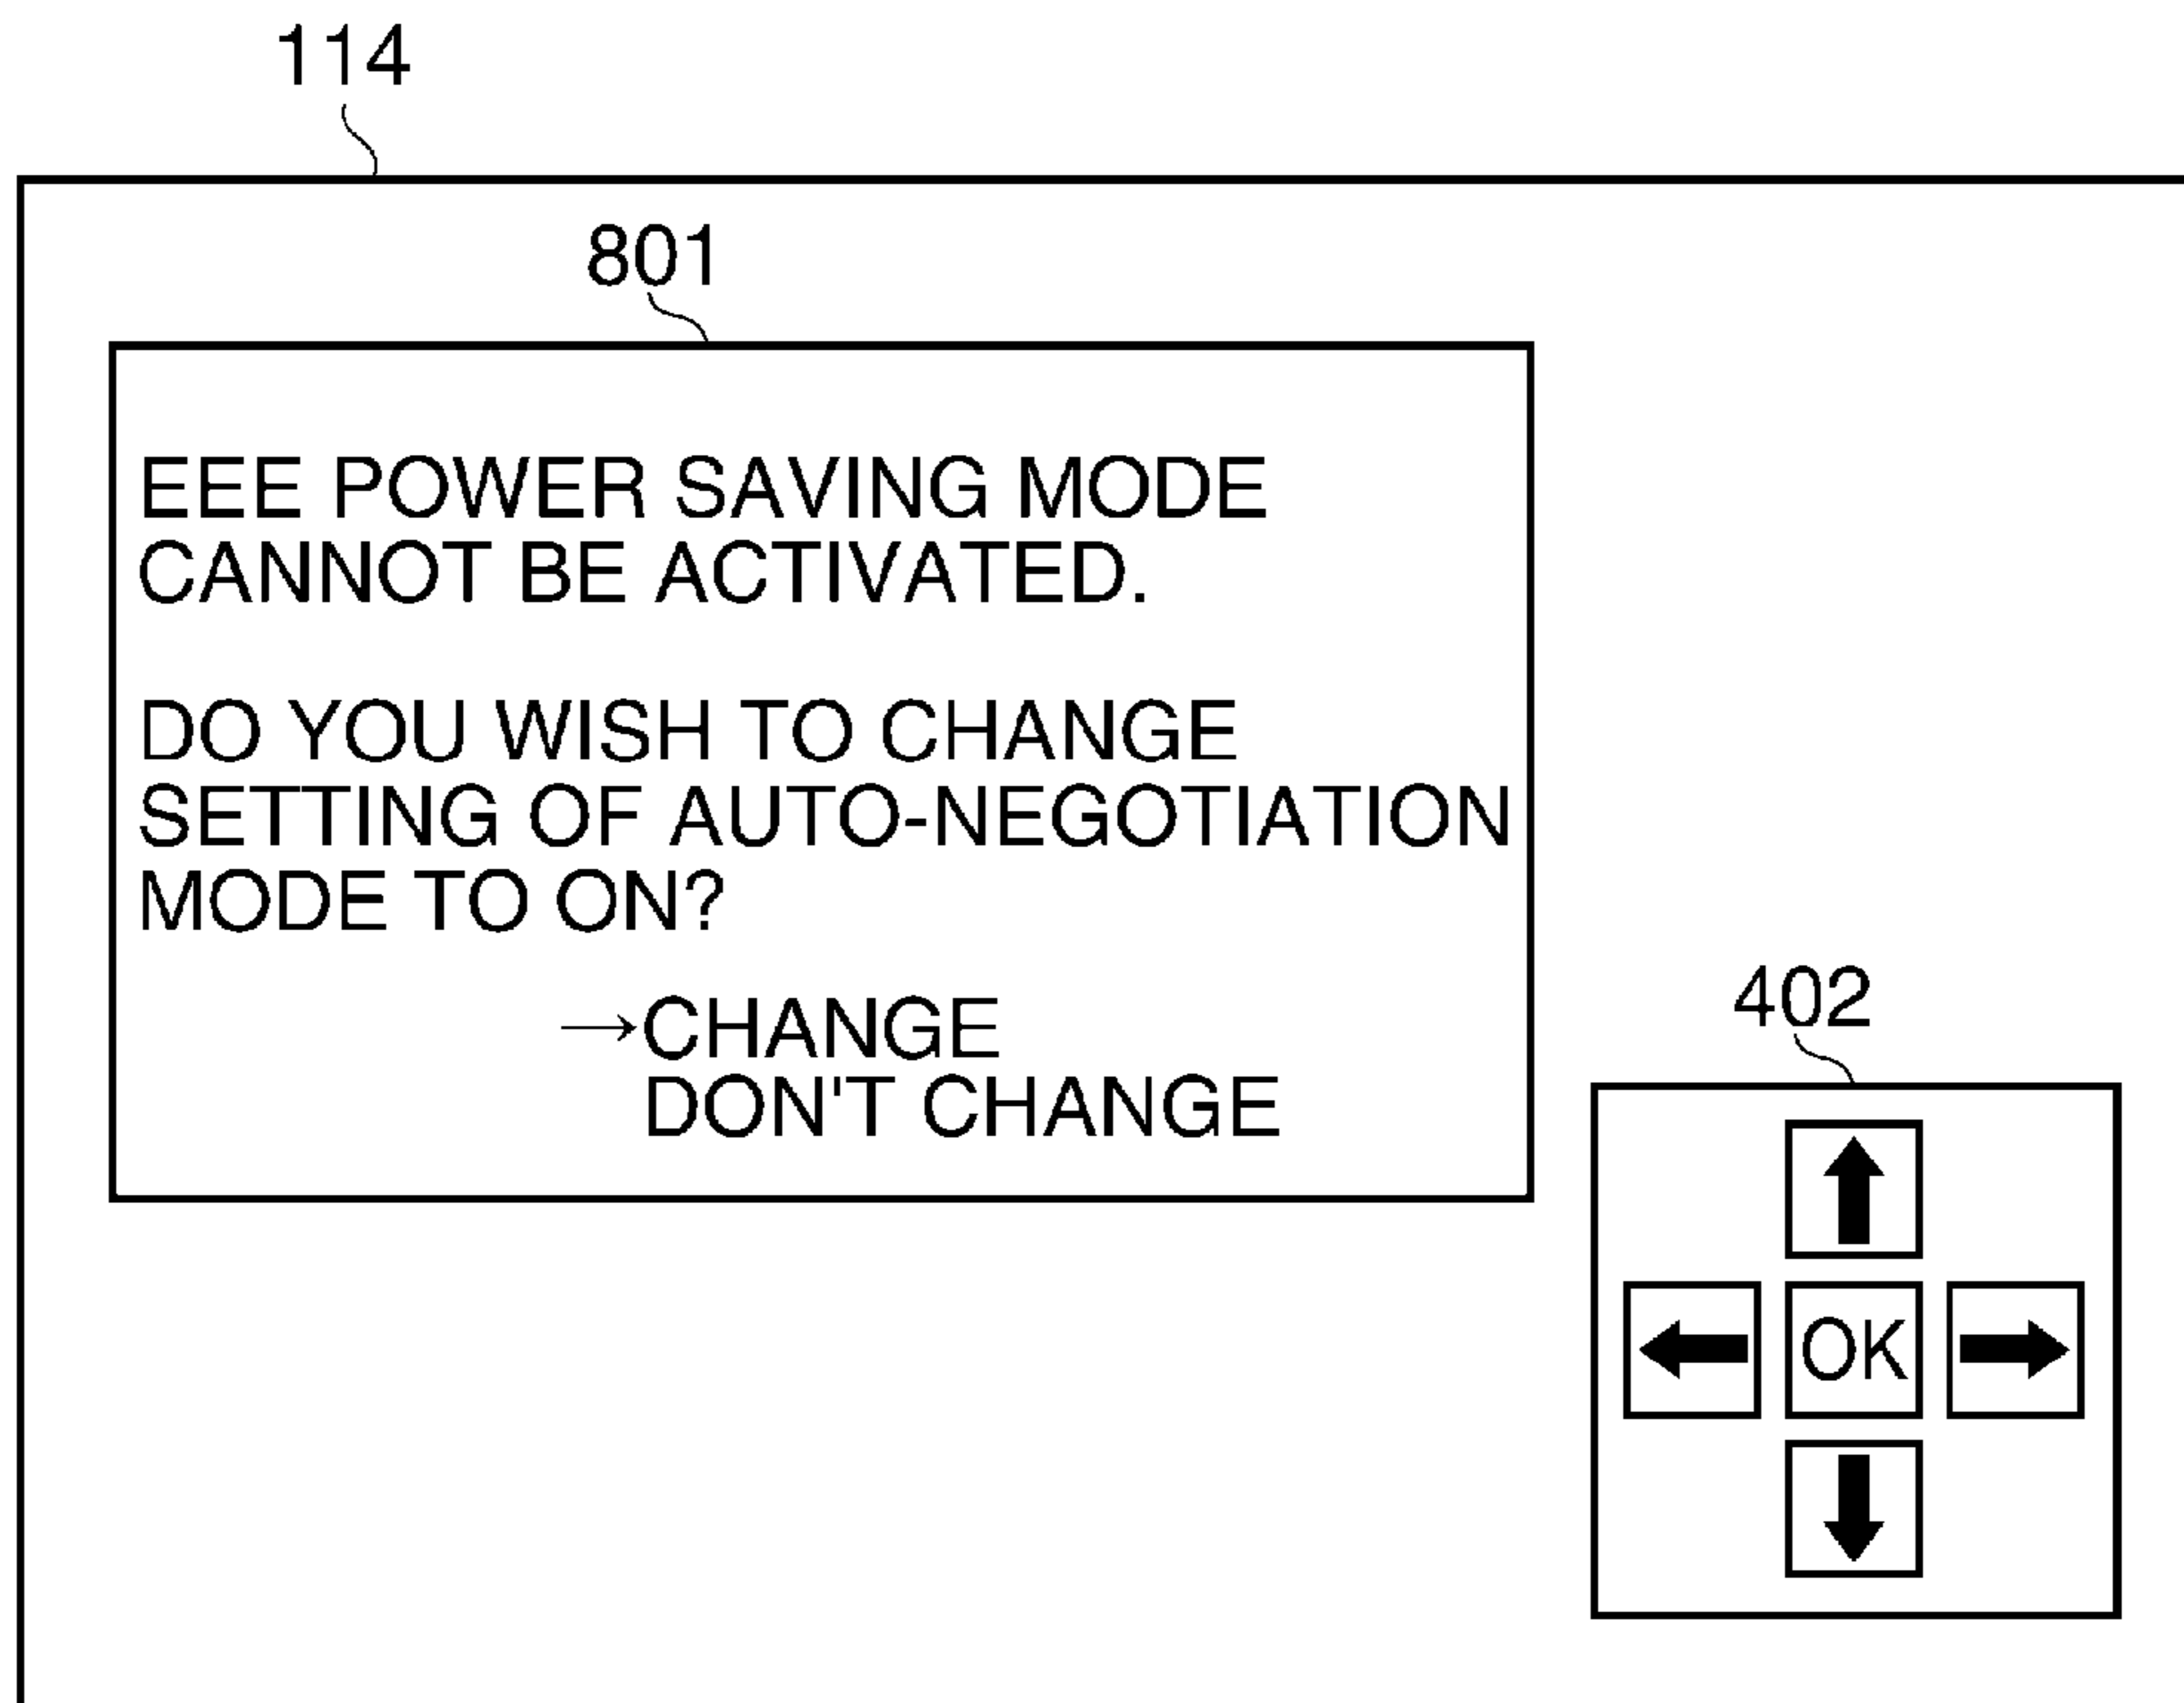 114
801
EEE POWER SAVING MODE
CANNOT BE ACTIVATED.
DO YOU WISH TO CHANGE
SETTING OF AUTO-NEGOTIATION
MODE TO ON?
→CHANGE
DON'T CHANGE
402
OK